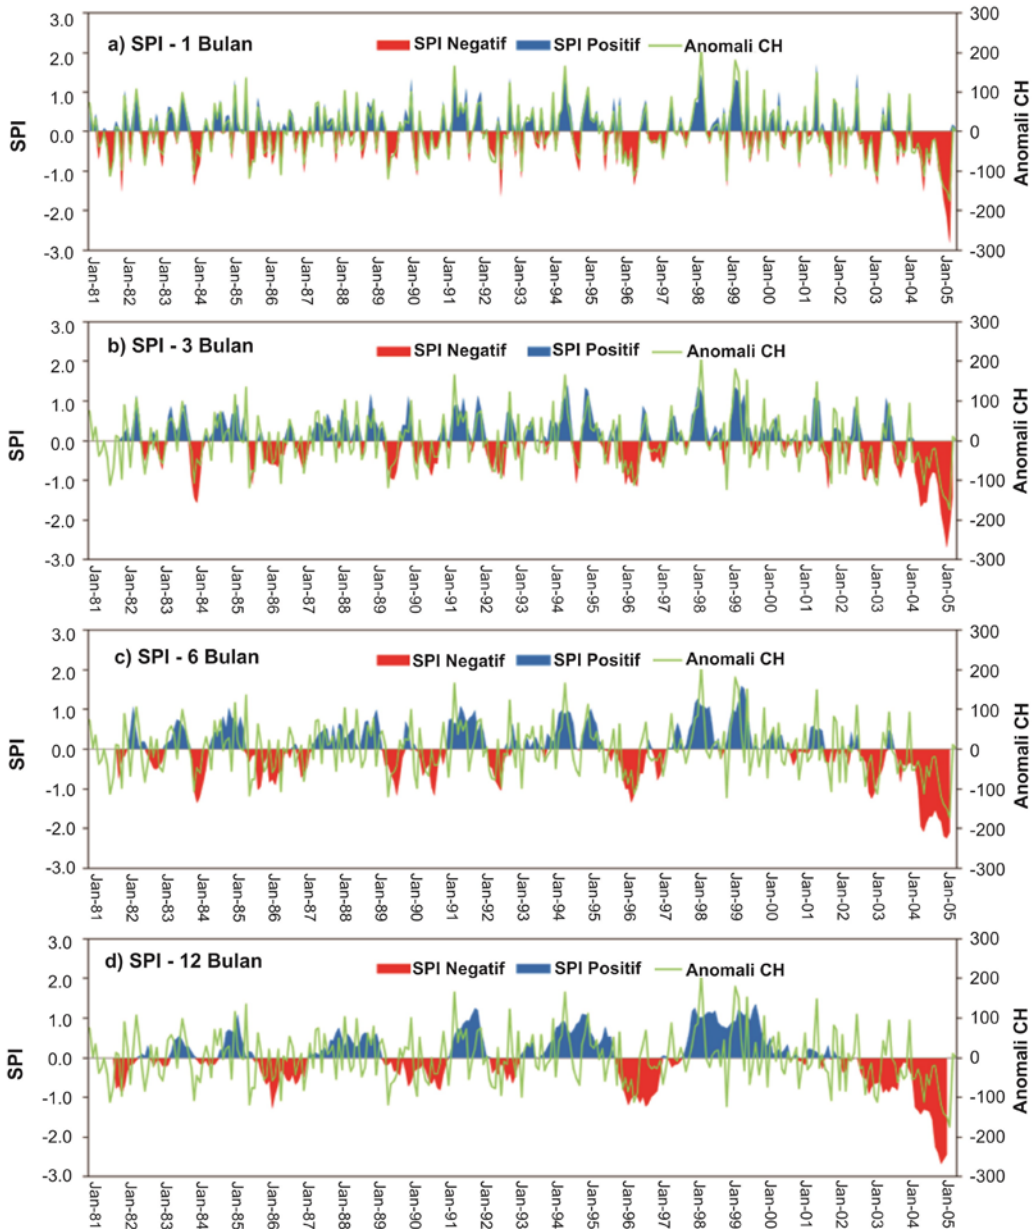 a) SPI - 1 Bulan
SPI Negatif SPI Positif Anomali CH
SPI
3.0
2.0
1.0
0.0
-1.0
-2.0
-3.0
300
200
100
0
-100
-200
-300
Anomali CH
Jan-81 Jan-82 Jan-83 Jan-84 Jan-85 Jan-86 Jan-87 Jan-88 Jan-89 Jan-90 Jan-91 Jan-92 Jan-93 Jan-94 Jan-95 Jan-96 Jan-97 Jan-98 Jan-99 Jan-00 Jan-01 Jan-02 Jan-03 Jan-04 Jan-05
b) SPI - 3 Bulan
SPI Negatif SPI Positif Anomali CH
SPI
3.0
2.0
1.0
0.0
-1.0
-2.0
-3.0
300
200
100
0
-100
-200
-300
Anomali CH
Jan-81 Jan-82 Jan-83 Jan-84 Jan-85 Jan-86 Jan-87 Jan-88 Jan-89 Jan-90 Jan-91 Jan-92 Jan-93 Jan-94 Jan-95 Jan-96 Jan-97 Jan-98 Jan-99 Jan-00 Jan-01 Jan-02 Jan-03 Jan-04 Jan-05
c) SPI - 6 Bulan
SPI Negatif SPI Positif Anomali CH
SPI
3.0
2.0
1.0
0.0
-1.0
-2.0
-3.0
300
200
100
0
-100
-200
-300
Anomali CH
Jan-81 Jan-82 Jan-83 Jan-84 Jan-85 Jan-86 Jan-87 Jan-88 Jan-89 Jan-90 Jan-91 Jan-92 Jan-93 Jan-94 Jan-95 Jan-96 Jan-97 Jan-98 Jan-99 Jan-00 Jan-01 Jan-02 Jan-03 Jan-04 Jan-05
d) SPI - 12 Bulan
SPI Negatif SPI Positif Anomali CH
SPI
3.0
2.0
1.0
0.0
-1.0
-2.0
-3.0
300
200
100
0
-100
-200
-300
Anomali CH
Jan-81 Jan-82 Jan-83 Jan-84 Jan-85 Jan-86 Jan-87 Jan-88 Jan-89 Jan-90 Jan-91 Jan-92 Jan-93 Jan-94 Jan-95 Jan-96 Jan-97 Jan-98 Jan-99 Jan-00 Jan-01 Jan-02 Jan-03 Jan-04 Jan-05